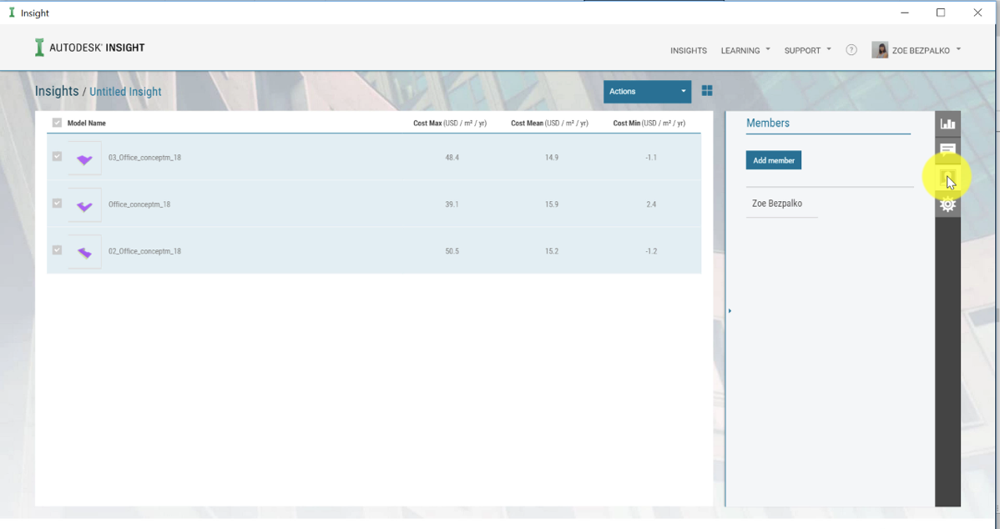 Insight
AUTODESK® INSIGHT
INSIGHTS LEARNING SUPPORT ? ZOE BEZPALKO
Insights / Untitled Insight
Actions
Model Name Cost Max (USD / m² / yr) Cost Mean (USD / m² / yr) Cost Min (USD / m² / yr)
03_Office_conceptm_18 48.4 14.9 -1.1
Office_conceptm_18 39.1 15.9 2.4
02_Office_conceptm_18 50.5 15.2 -1.2
Members
Add member
Zoe Bezpalko